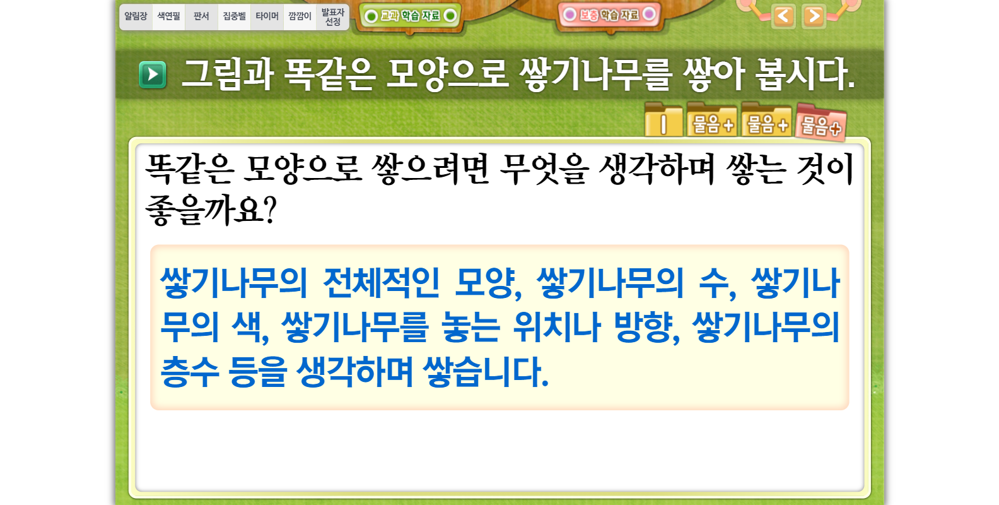 알림장 색연필 판서 집중벨 타이머 깜깜이 발표자 선정
교과 학습 자료
보충 학습 자료
그림과 똑같은 모양으로 쌓기나무를 쌓아 봅시다.
1 물음+ 물음+ 물음+
똑같은 모양으로 쌓으려면 무엇을 생각하며 쌓는 것이
좋을까요?
쌓기나무의 전체적인 모양, 쌓기나무의 수, 쌓기나
무의 색, 쌓기나무를 놓는 위치나 방향, 쌓기나무의
층수 등을 생각하며 쌓습니다.